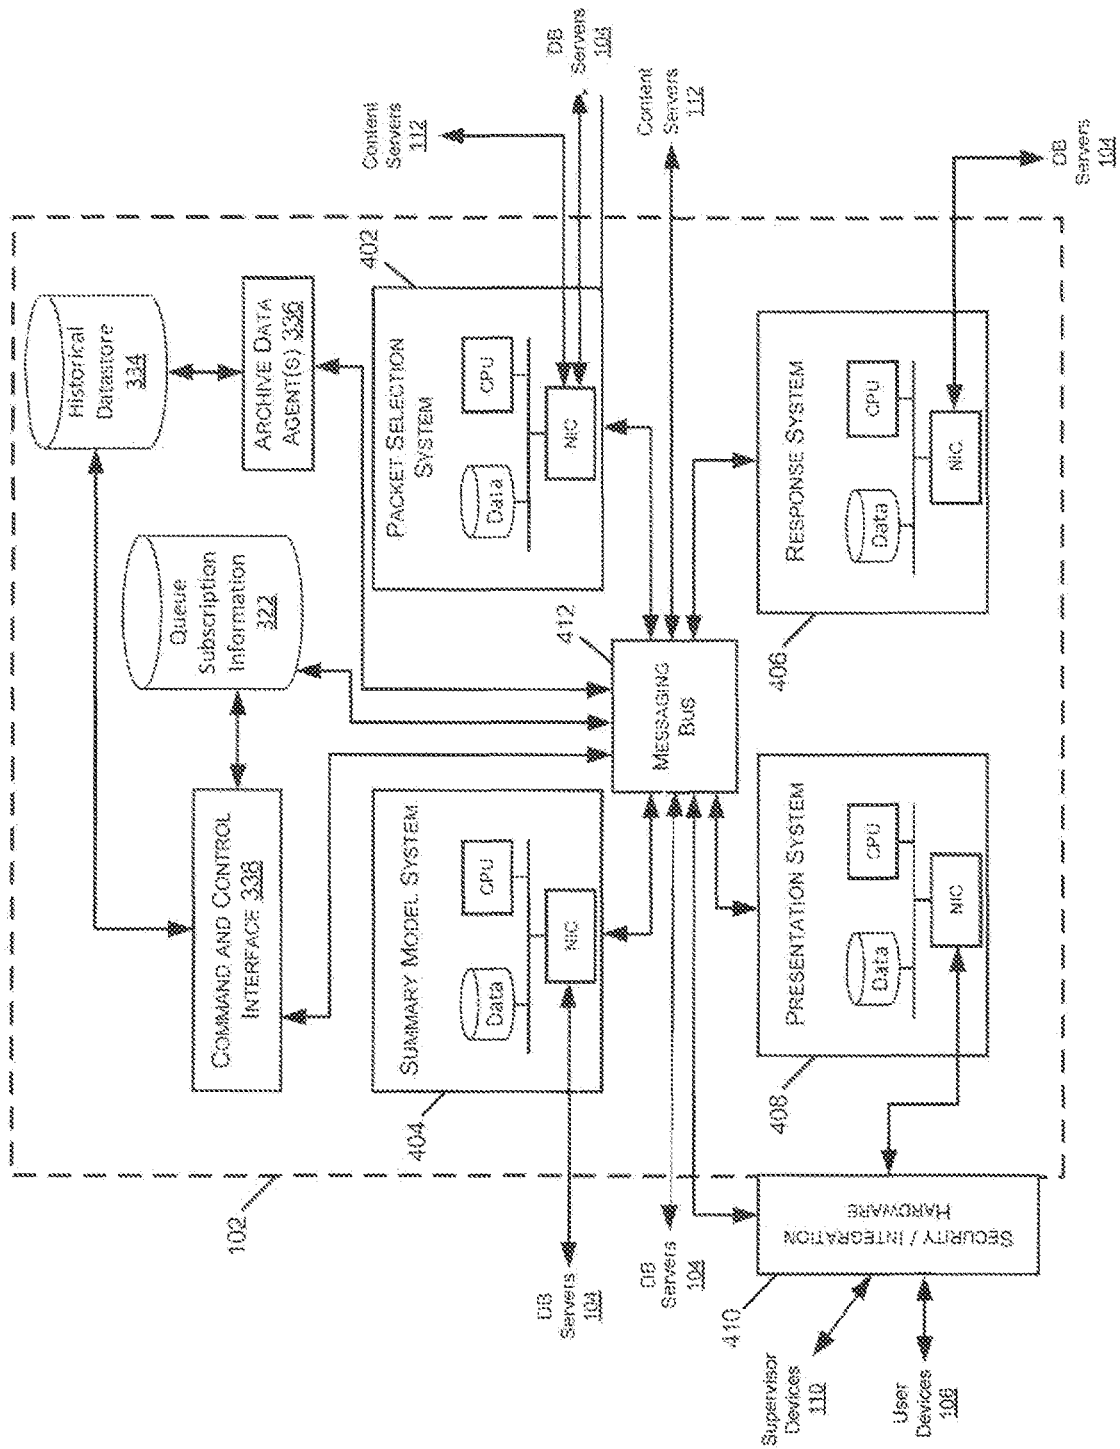 102
COMMAND AND CONTROL
INTERFACE 336
Queue
Subscription
Information
322
Historical
Datastore
334
ARCHIVE DATA
AGENT(S) 336
404
SUMMARY MODEL SYSTEM
Data
CPU
NIC
DB
Servers
104
402
PACKET SELECTION
SYSTEM
Data
CPU
NIC
Content
Servers
112
DB
Servers
104
412
MESSAGING
BUS
DB
Servers
104
Content
Servers
112
410
SECURITY / INTEGRATION
HARDWARE
Supervisor
Devices
110
User
Devices
106
408
PRESENTATION SYSTEM
Data
CPU
NIC
406
RESPONSE SYSTEM
Data
CPU
NIC
DB
Servers
104